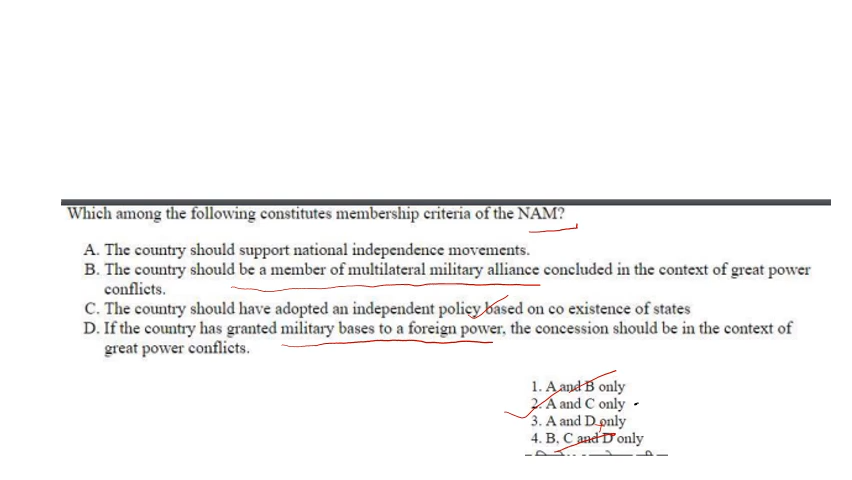 Which among the following constitutes membership criteria of the NAM?
A. The country should support national independence movements.
B. The country should be a member of multilateral military alliance concluded in the context of great power
conflicts.
C. The country should have adopted an independent policy based on co existence of states
D. If the country has granted military bases to a foreign power, the concession should be in the context of
great power conflicts.
1. A and B only
2. A and C only
3. A and D only
4. B, C and D only